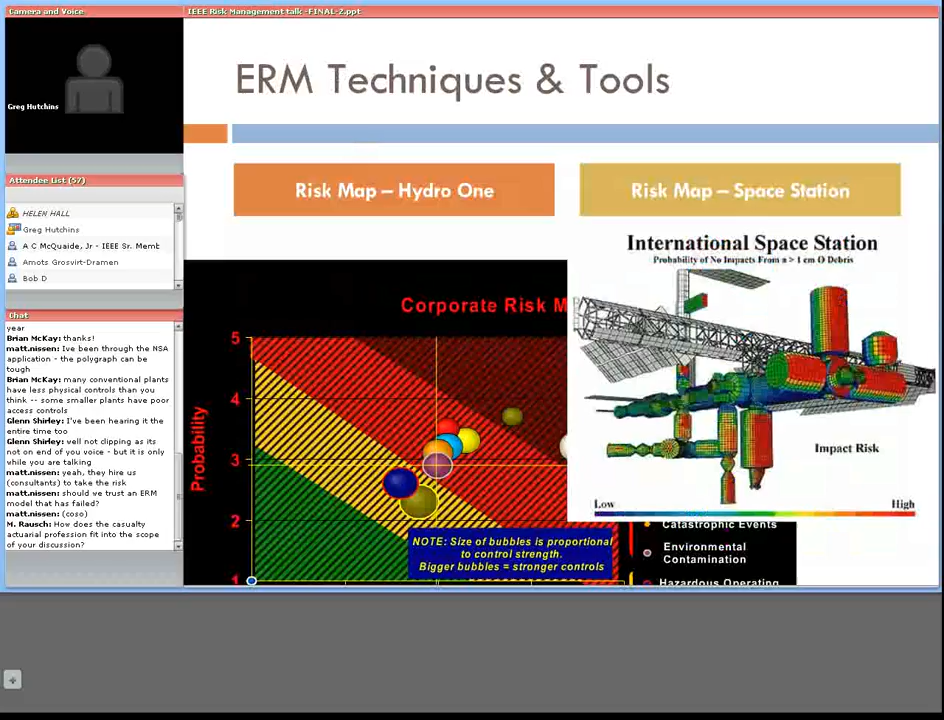 Camera and Voice
IEEE Risk Management talk -FINAL-2.ppt
Greg Hutchins
Attendee List (57)
HELEN HALL
Greg Hutchins
A C McQuaide, Jr - IEEE Sr. Memb
Amots Grosvirt-Dramen
Bob D
Chat
year
Brian McKay: thanks!
matt.nissen: Ive been through the NSA
application - the polygraph can be
tough
Brian McKay: many conventional plants
have less physical controls than you
think -- some smaller plants have poor
access controls
Glenn Shirley: I've been hearing it the
entire time too
Glenn Shirley: vell not clipping as its
not on end of you voice - but it is only
while you are talking
matt.nissen: yeah, they hire us
(consultants) to take the risk
matt.nissen: should we trust an ERM
model that has failed?
matt.nissen: (coso)
M. Rausch: How does the casualty
actuarial profession fit into the scope
of your discussion?
ERM Techniques & Tools
Risk Map – Hydro One
Risk Map – Space Station
Corporate Risk M
5
4
3
2
1
Probability
NOTE: Size of bubbles is proportional
to control strength.
Bigger bubbles = stronger controls
International Space Station
Probability of No Impacts From a > 1 cm O Debris
Impact Risk
Low
High
Catastrophic Events
Environmental
Contamination
Hazardous Operating